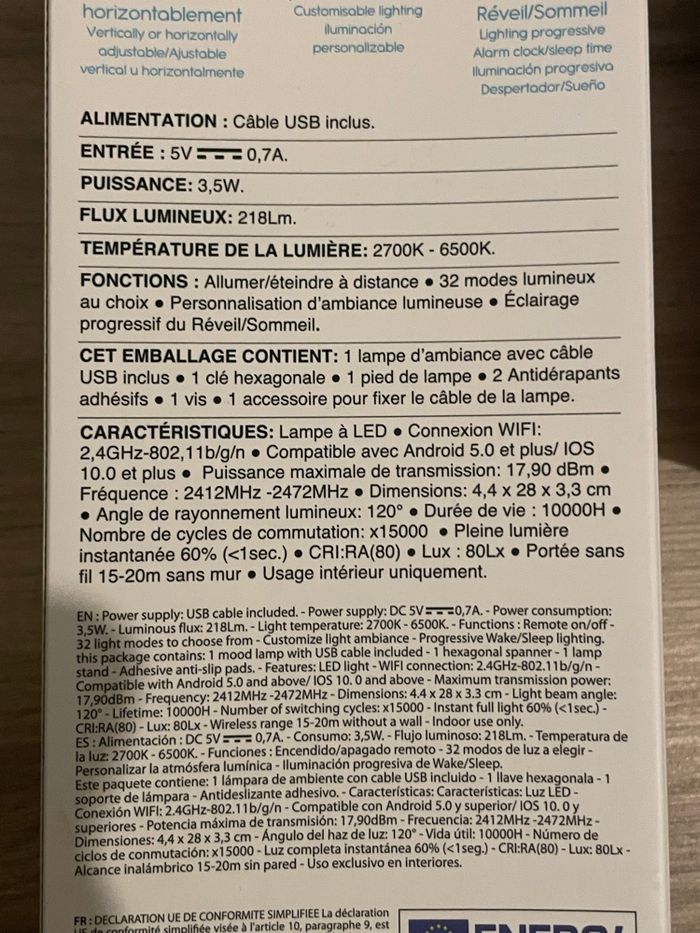 horizontablement
Vertically or horizontally
adjustable/Ajustable
vertical u horizontalmente
Customisable lighting
iluminación
personalizable
Réveil/Sommeil
Lighting progressive
Alarm clock/sleep time
Iluminación progresiva
Despertador/Sueño
ALIMENTATION : Câble USB inclus.
ENTRÉE : 5V 0,7A.
PUISSANCE: 3,5W.
FLUX LUMINEUX: 218Lm.
TEMPÉRATURE DE LA LUMIÈRE: 2700K - 6500K.
FONCTIONS : Allumer/éteindre à distance ● 32 modes lumineux
au choix ● Personnalisation d'ambiance lumineuse ● Éclairage
progressif du Réveil/Sommeil.
CET EMBALLAGE CONTIENT: 1 lampe d'ambiance avec câble
USB inclus ● 1 clé hexagonale ● 1 pied de lampe ● 2 Antidérapants
adhésifs ● 1 vis ● 1 accessoire pour fixer le câble de la lampe.
CARACTÉRISTIQUES: Lampe à LED ● Connexion WIFI:
2,4GHz-802,11b/g/n ● Compatible avec Android 5.0 et plus/ IOS
10.0 et plus ● Puissance maximale de transmission: 17,90 dBm ●
Fréquence : 2412MHz -2472MHz ● Dimensions: 4,4 x 28 x 3,3 cm
● Angle de rayonnement lumineux: 120° ● Durée de vie : 10000H ●
Nombre de cycles de commutation: x15000 ● Pleine lumière
instantanée 60% (<1sec.) ● CRI:RA(80) ● Lux : 80Lx ● Portée sans
fil 15-20m sans mur ● Usage intérieur uniquement.
EN : Power supply: USB cable included. - Power supply: DC 5V 0,7A. - Power consumption:
3,5W. - Luminous flux: 218Lm. - Light temperature: 2700K - 6500K. - Functions : Remote on/off -
32 light modes to choose from - Customize light ambiance - Progressive Wake/Sleep lighting.
this package contains: 1 mood lamp with USB cable included - 1 hexagonal spanner - 1 lamp
stand - Adhesive anti-slip pads. - Features: LED light - WIFI connection: 2.4GHz-802.11b/g/n -
Compatible with Android 5.0 and above/ IOS 10. 0 and above - Maximum transmission power:
17,90dBm - Frequency: 2412MHz -2472MHz - Dimensions: 4.4 x 28 x 3.3 cm - Light beam angle:
120° - Lifetime: 10000H - Number of switching cycles: x15000 - Instant full light 60% (<1sec.) -
CRI:RA(80) - Lux: 80Lx - Wireless range 15-20m without a wall - Indoor use only.
ES : Alimentación : DC 5V 0,7A. - Consumo: 3,5W. - Flujo luminoso: 218Lm. - Temperatura de
la luz: 2700K - 6500K. - Funciones : Encendido/apagado remoto - 32 modos de luz a elegir -
Personalizar la atmósfera lumínica - Iluminación progresiva de Wake/Sleep.
Este paquete contiene: 1 lámpara de ambiente con cable USB incluido - 1 llave hexagonala - 1
soporte de lámpara - Antideslizante adhesivo. - Características: Características: Luz LED -
Conexión WIFI: 2.4GHz-802.11b/g/n - Compatible con Android 5.0 y superior/ IOS 10. 0 y
superiores - Potencia máxima de transmisión: 17,90dBm - Frecuencia: 2412MHz -2472MHz -
Dimensiones: 4,4 x 28 x 3,3 cm - Ángulo del haz de luz: 120° - Vida útil: 10000H - Número de
ciclos de conmutación: x15000 - Luz completa instantánea 60% (<1seg.) - CRI:RA(80) - Lux: 80Lx -
Alcance inalámbrico 15-20m sin pared - Uso exclusivo en interiores.
FR : DECLARATION UE DE CONFORMITE SIMPLIFIEE La déclaration
UE de conformité simplifiée visée à l'article 10, paragraphe 9, est